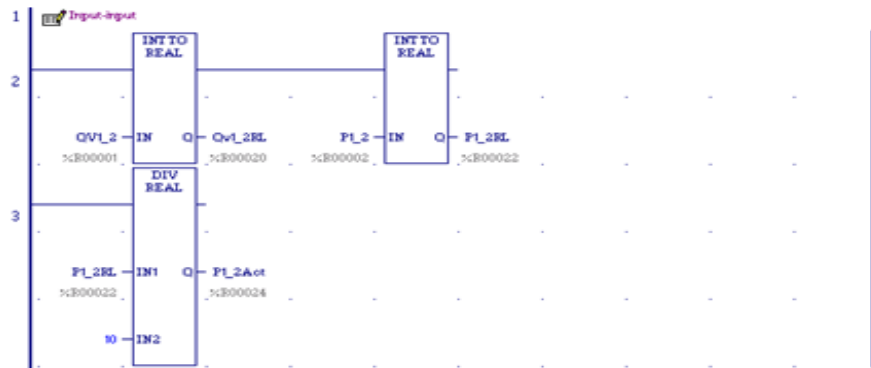 1 Input-input
INT TO REAL INT TO REAL
2
QV1_2 IN Q Qv1_2RL P1_2 IN Q P1_2RL
%R00001 %R00020 %R00002 %R00022
DIV REAL
3
P1_2RL IN1 Q P1_2Act
%R00022 %R00024
10 IN2